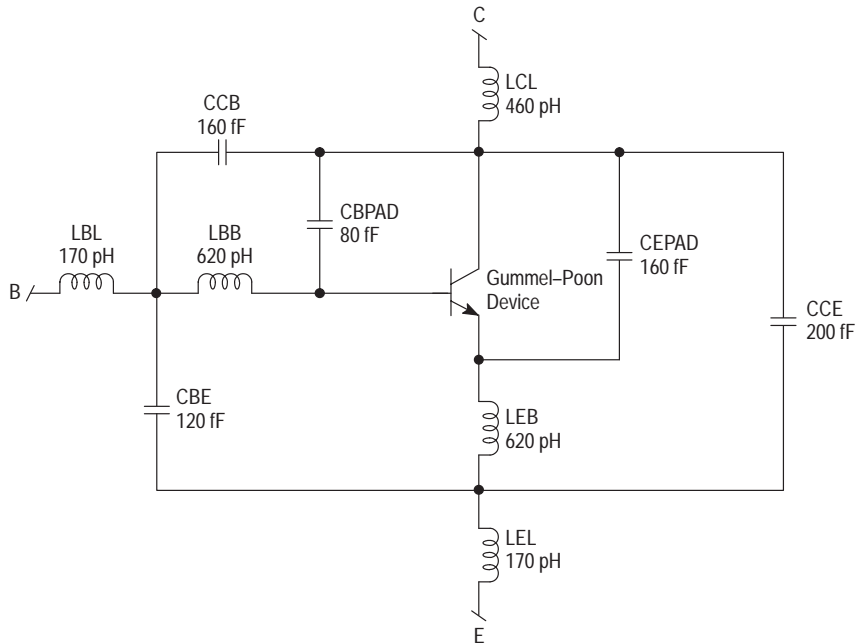 C
LCL
460 pH
CCB
160 fF
CBPAD
80 fF
CEPAD
160 fF
LBL
170 pH
LBB
620 pH
B
Gummel–Poon
Device
CCE
200 fF
CBE
120 fF
LEB
620 pH
LEL
170 pH
E